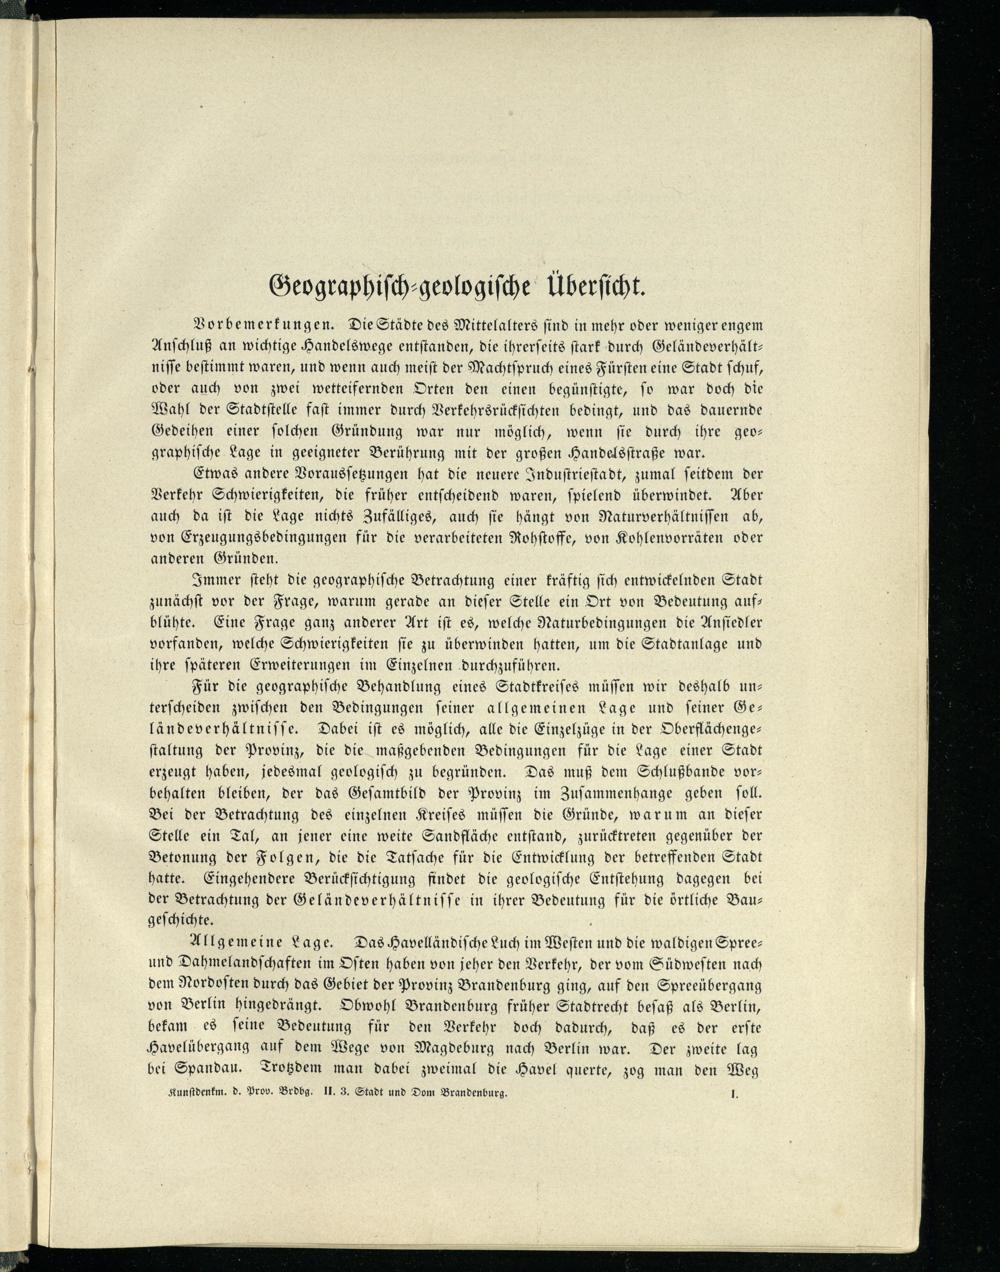 Geographisch-geologische Übersicht.
Vorbemerkungen. Die Städte des Mittelalters sind in mehr oder weniger engem
Anschluß an wichtige Handelswege entstanden, die ihrerseits stark durch Geländeverhält-
nisse bestimmt waren, und wenn auch meist der Machtspruch eines Fürsten eine Stadt schuf,
oder auch von zwei wetteifernden Orten den einen begünstigte, so war doch die
Wahl der Stadtstelle fast immer durch Verkehrsrücksichten bedingt, und das dauernde
Gedeihen einer solchen Gründung war nur möglich, wenn sie durch ihre geo-
graphische Lage in geeigneter Berührung mit der großen Handelsstraße war.
Etwas andere Voraussetzungen hat die neuere Industriestadt, zumal seitdem der
Verkehr Schwierigkeiten, die früher entscheidend waren, spielend überwindet. Aber
auch da ist die Lage nichts Zufälliges, auch sie hängt von Naturverhältnissen ab,
von Erzeugungsbedingungen für die verarbeiteten Rohstoffe, von Kohlenvorräten oder
anderen Gründen.
Immer steht die geographische Betrachtung einer kräftig sich entwickelnden Stadt
zunächst vor der Frage, warum gerade an dieser Stelle ein Ort von Bedeutung auf-
blühte. Eine Frage ganz anderer Art ist es, welche Naturbedingungen die Ansiedler
vorfanden, welche Schwierigkeiten sie zu überwinden hatten, um die Stadtanlage und
ihre späteren Erweiterungen im Einzelnen durchzuführen.
Für die geographische Behandlung eines Stadtkreises müssen wir deshalb un-
terscheiden zwischen den Bedingungen seiner allgemeinen Lage und seiner Ge-
ländeverhältnisse. Dabei ist es möglich, alle die Einzelzüge in der Oberflächenge-
staltung der Provinz, die die maßgebenden Bedingungen für die Lage einer Stadt
erzeugt haben, jedesmal geologisch zu begründen. Das muß dem Schlußbande vor-
behalten bleiben, der das Gesamtbild der Provinz im Zusammenhange geben soll.
Bei der Betrachtung des einzelnen Kreises müssen die Gründe, warum an dieser
Stelle ein Tal, an jener eine weite Sandfläche entstand, zurücktreten gegenüber der
Betonung der Folgen, die die Tatsache für die Entwicklung der betreffenden Stadt
hatte. Eingehendere Berücksichtigung findet die geologische Entstehung dagegen bei
der Betrachtung der Geländeverhältnisse in ihrer Bedeutung für die örtliche Bau-
geschichte.
Allgemeine Lage. Das Havelländische Luch im Westen und die waldigen Spree-
und Dahmelandschaften im Osten haben von jeher den Verkehr, der vom Südwesten nach
dem Nordosten durch das Gebiet der Provinz Brandenburg ging, auf den Spreeübergang
von Berlin hingedrängt. Obwohl Brandenburg früher Stadtrecht besaß als Berlin,
bekam es seine Bedeutung für den Verkehr doch dadurch, daß es der erste
Havelübergang auf dem Wege von Magdeburg nach Berlin war. Der zweite lag
bei Spandau. Trotzdem man dabei zweimal die Havel querte, zog man den Weg
Kunstdenkm. d. Prov. Brdbg. II. 3. Stadt und Dom Brandenburg. I.